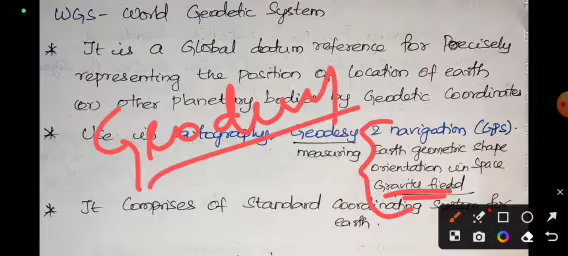 WGS - World Geodetic System
* It is a Global datum reference for Precisely
representing the position or location of earth
(or) other planetary bodies by Geodetic Coordinates
* Use in Cartography, Geodesy & navigation (GPS).
measuring
Earth geometric shape
orientation in space
Gravity field
* It Comprises of Standard Coordinating System for
earth.
Geodesy